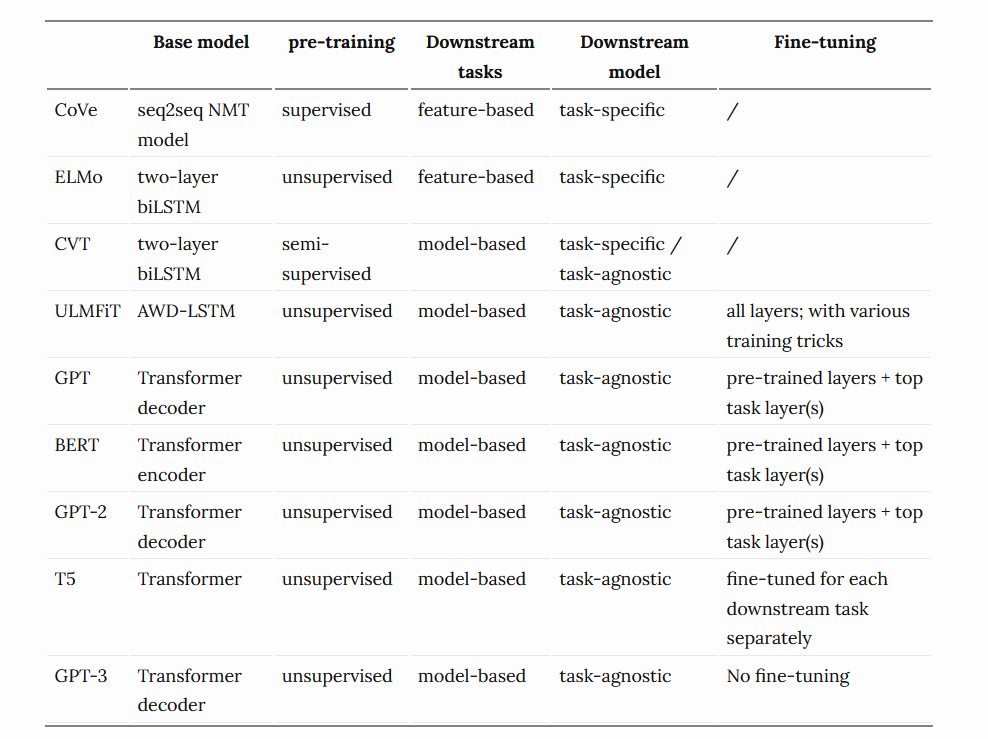 Base model pre-training Downstream tasks Downstream model Fine-tuning
CoVe seq2seq NMT model supervised feature-based task-specific /
ELMo two-layer biLSTM unsupervised feature-based task-specific /
CVT two-layer biLSTM semi-supervised model-based task-specific / task-agnostic /
ULMFiT AWD-LSTM unsupervised model-based task-agnostic all layers; with various training tricks
GPT Transformer decoder unsupervised model-based task-agnostic pre-trained layers + top task layer(s)
BERT Transformer encoder unsupervised model-based task-agnostic pre-trained layers + top task layer(s)
GPT-2 Transformer decoder unsupervised model-based task-agnostic pre-trained layers + top task layer(s)
T5 Transformer unsupervised model-based task-agnostic fine-tuned for each downstream task separately
GPT-3 Transformer decoder unsupervised model-based task-agnostic No fine-tuning